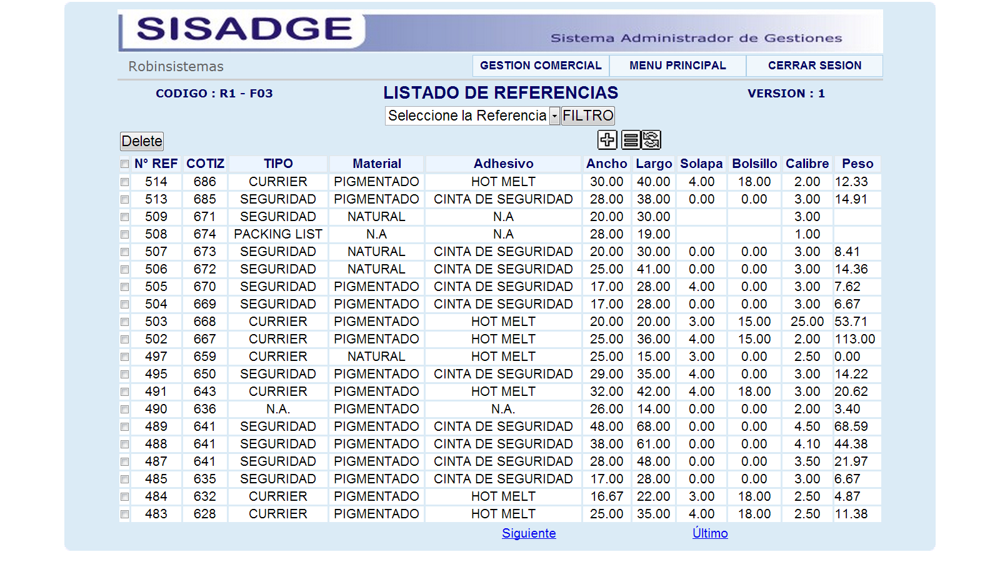 SISADGE
Sistema Administrador de Gestiones
Robinsistemas GESTION COMERCIAL MENU PRINCIPAL CERRAR SESION
CODIGO : R1 - F03 LISTADO DE REFERENCIAS VERSION : 1
Seleccione la Referencia FILTRO
Delete
N° REF COTIZ TIPO Material Adhesivo Ancho Largo Solapa Bolsillo Calibre Peso
514 686 CURRIER PIGMENTADO HOT MELT 30.00 40.00 4.00 18.00 2.00 12.33
513 685 SEGURIDAD PIGMENTADO CINTA DE SEGURIDAD 28.00 38.00 0.00 0.00 3.00 14.91
509 671 SEGURIDAD NATURAL N.A 20.00 30.00 3.00
508 674 PACKING LIST N.A N.A 28.00 19.00 1.00
507 673 SEGURIDAD NATURAL CINTA DE SEGURIDAD 20.00 30.00 0.00 0.00 3.00 8.41
506 672 SEGURIDAD NATURAL CINTA DE SEGURIDAD 25.00 41.00 0.00 0.00 3.00 14.36
505 670 SEGURIDAD PIGMENTADO CINTA DE SEGURIDAD 17.00 28.00 4.00 0.00 3.00 7.62
504 669 SEGURIDAD PIGMENTADO CINTA DE SEGURIDAD 17.00 28.00 0.00 0.00 3.00 6.67
503 668 CURRIER PIGMENTADO HOT MELT 20.00 20.00 3.00 15.00 25.00 53.71
502 667 CURRIER PIGMENTADO HOT MELT 25.00 36.00 4.00 15.00 2.00 113.00
497 659 CURRIER NATURAL HOT MELT 25.00 15.00 3.00 0.00 2.50 0.00
495 650 SEGURIDAD PIGMENTADO CINTA DE SEGURIDAD 29.00 35.00 4.00 0.00 3.00 14.22
491 643 CURRIER PIGMENTADO HOT MELT 32.00 42.00 4.00 18.00 3.00 20.62
490 636 N.A. PIGMENTADO N.A. 26.00 14.00 0.00 0.00 2.00 3.40
489 641 SEGURIDAD PIGMENTADO CINTA DE SEGURIDAD 48.00 68.00 0.00 0.00 4.50 68.59
488 641 SEGURIDAD PIGMENTADO CINTA DE SEGURIDAD 38.00 61.00 0.00 0.00 4.10 44.38
487 641 SEGURIDAD PIGMENTADO CINTA DE SEGURIDAD 28.00 48.00 0.00 0.00 3.50 21.97
485 635 SEGURIDAD PIGMENTADO CINTA DE SEGURIDAD 17.00 28.00 0.00 0.00 3.00 6.67
484 632 CURRIER PIGMENTADO HOT MELT 16.67 22.00 3.00 18.00 2.50 4.87
483 628 CURRIER PIGMENTADO HOT MELT 25.00 35.00 4.00 18.00 2.50 11.38
Siguiente Último